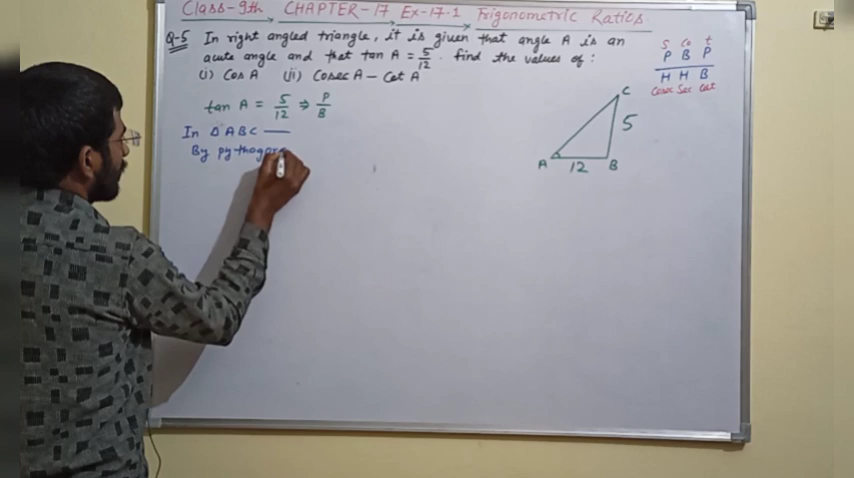 Class-9th CHAPTER-17 Ex-17.1 Trigonometric Ratios
Q-5 In right angled triangle, it is given that angle A is an
acute angle and that tan A = 5/12. find the values of :
(i) Cos A (ii) Cosec A - Cot A
S Co t
P B P
H H B
Cosec Sec Cot
tan A = 5/12 ⇒ P/B
In △ABC —
By pythagor
C
5
A 12 B